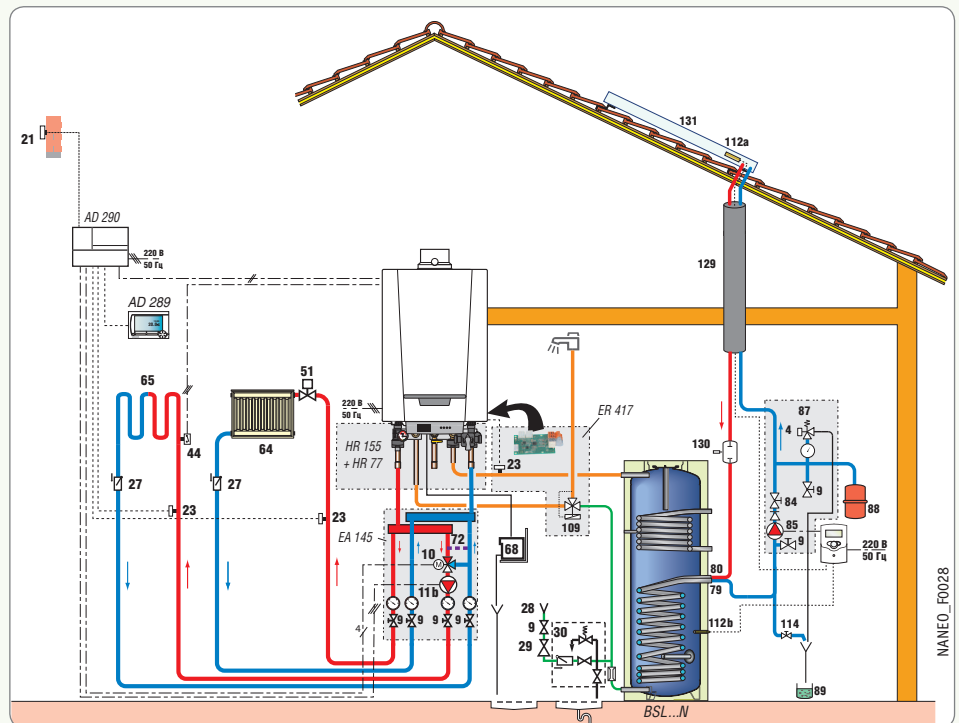 131
112a
21
AD 290
220 В
50 Гц
129
AD 289
51
65
87
220 В
50 Гц
ER 417
4
64
130
HR 155
+ HR 77
44
23
27
27
9
84
88
23
23
109
85
EA 145
72
9
220 В
50 Гц
10
M
68
80
79
11b
28
112b
9
9
9
9
9
30
114
4
29
89
BSL...N
NANEO_F0028